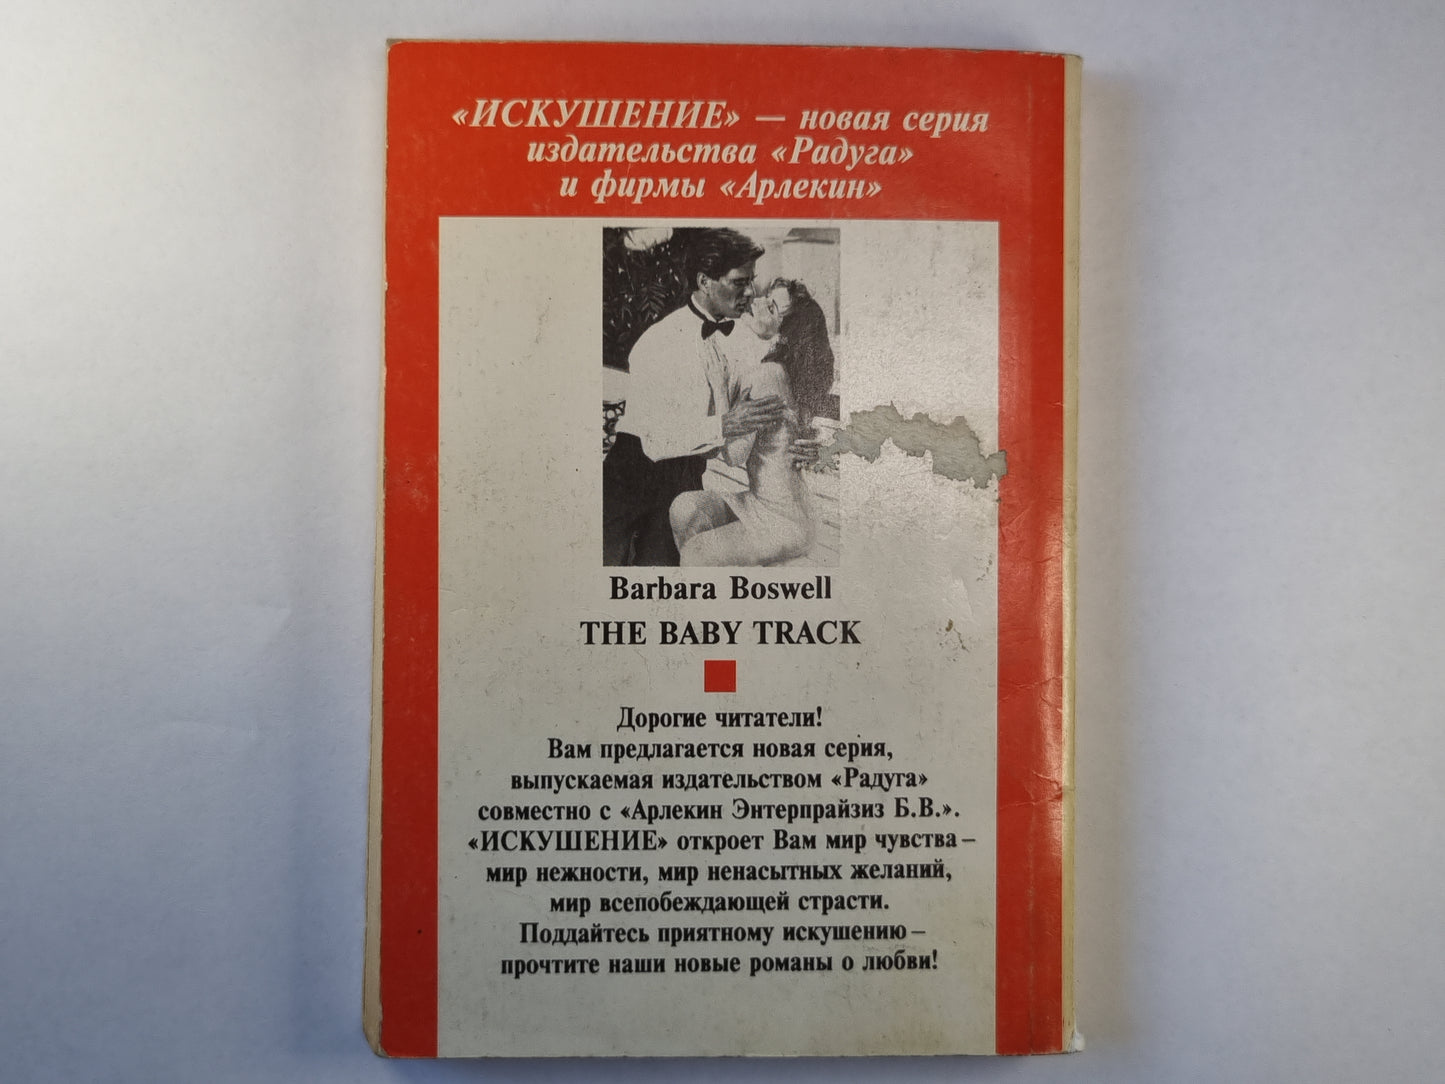 «ИСКУШЕНИЕ» — новая серия
издательства «Радуга»
и фирмы «Арлекин»
Barbara Boswell
THE BABY TRACK
Дорогие читатели!
Вам предлагается новая серия,
выпускаемая издательством «Радуга»
совместно с «Арлекин Энтерпрайзиз Б.В.».
«ИСКУШЕНИЕ» откроет Вам мир чувства –
мир нежности, мир ненасытных желаний,
мир всепобеждающей страсти.
Поддайтесь приятному искушению –
прочтите наши новые романы о любви!